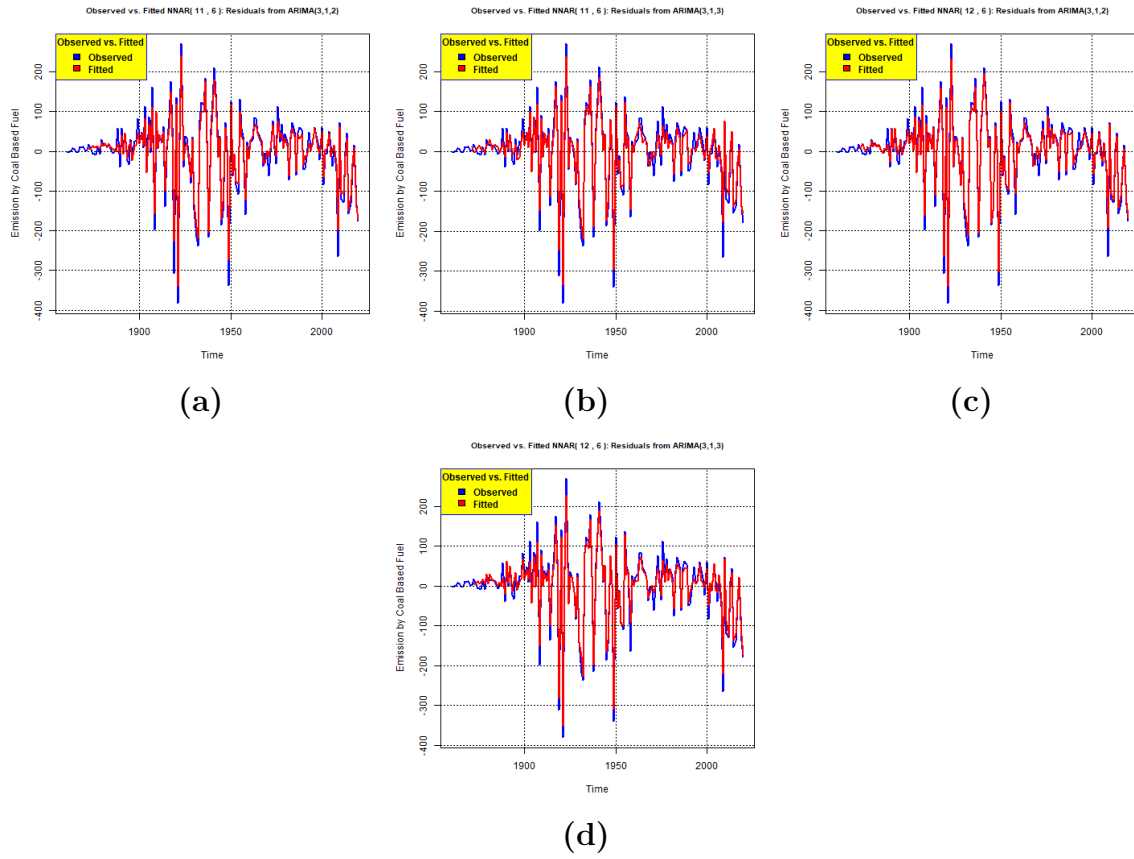 Observed vs. Fitted NNAR( 11 , 6 ): Residuals from ARIMA(3,1,2)
Observed vs. Fitted
Observed
Fitted
Emission by Coal Based Fuel
200
100
0
-100
-200
-300
-400
1900
1950
2000
Time
(a)
Observed vs. Fitted NNAR( 11 , 6 ): Residuals from ARIMA(3,1,3)
Observed vs. Fitted
Observed
Fitted
Emission by Coal Based Fuel
200
100
0
-100
-200
-300
-400
1900
1950
2000
Time
(b)
Observed vs. Fitted NNAR( 12 , 6 ): Residuals from ARIMA(3,1,2)
Observed vs. Fitted
Observed
Fitted
Emission by Coal Based Fuel
200
100
0
-100
-200
-300
-400
1900
1950
2000
Time
(c)
Observed vs. Fitted NNAR( 12 , 6 ): Residuals from ARIMA(3,1,3)
Observed vs. Fitted
Observed
Fitted
Emission by Coal Based Fuel
200
100
0
-100
-200
-300
-400
1900
1950
2000
Time
(d)